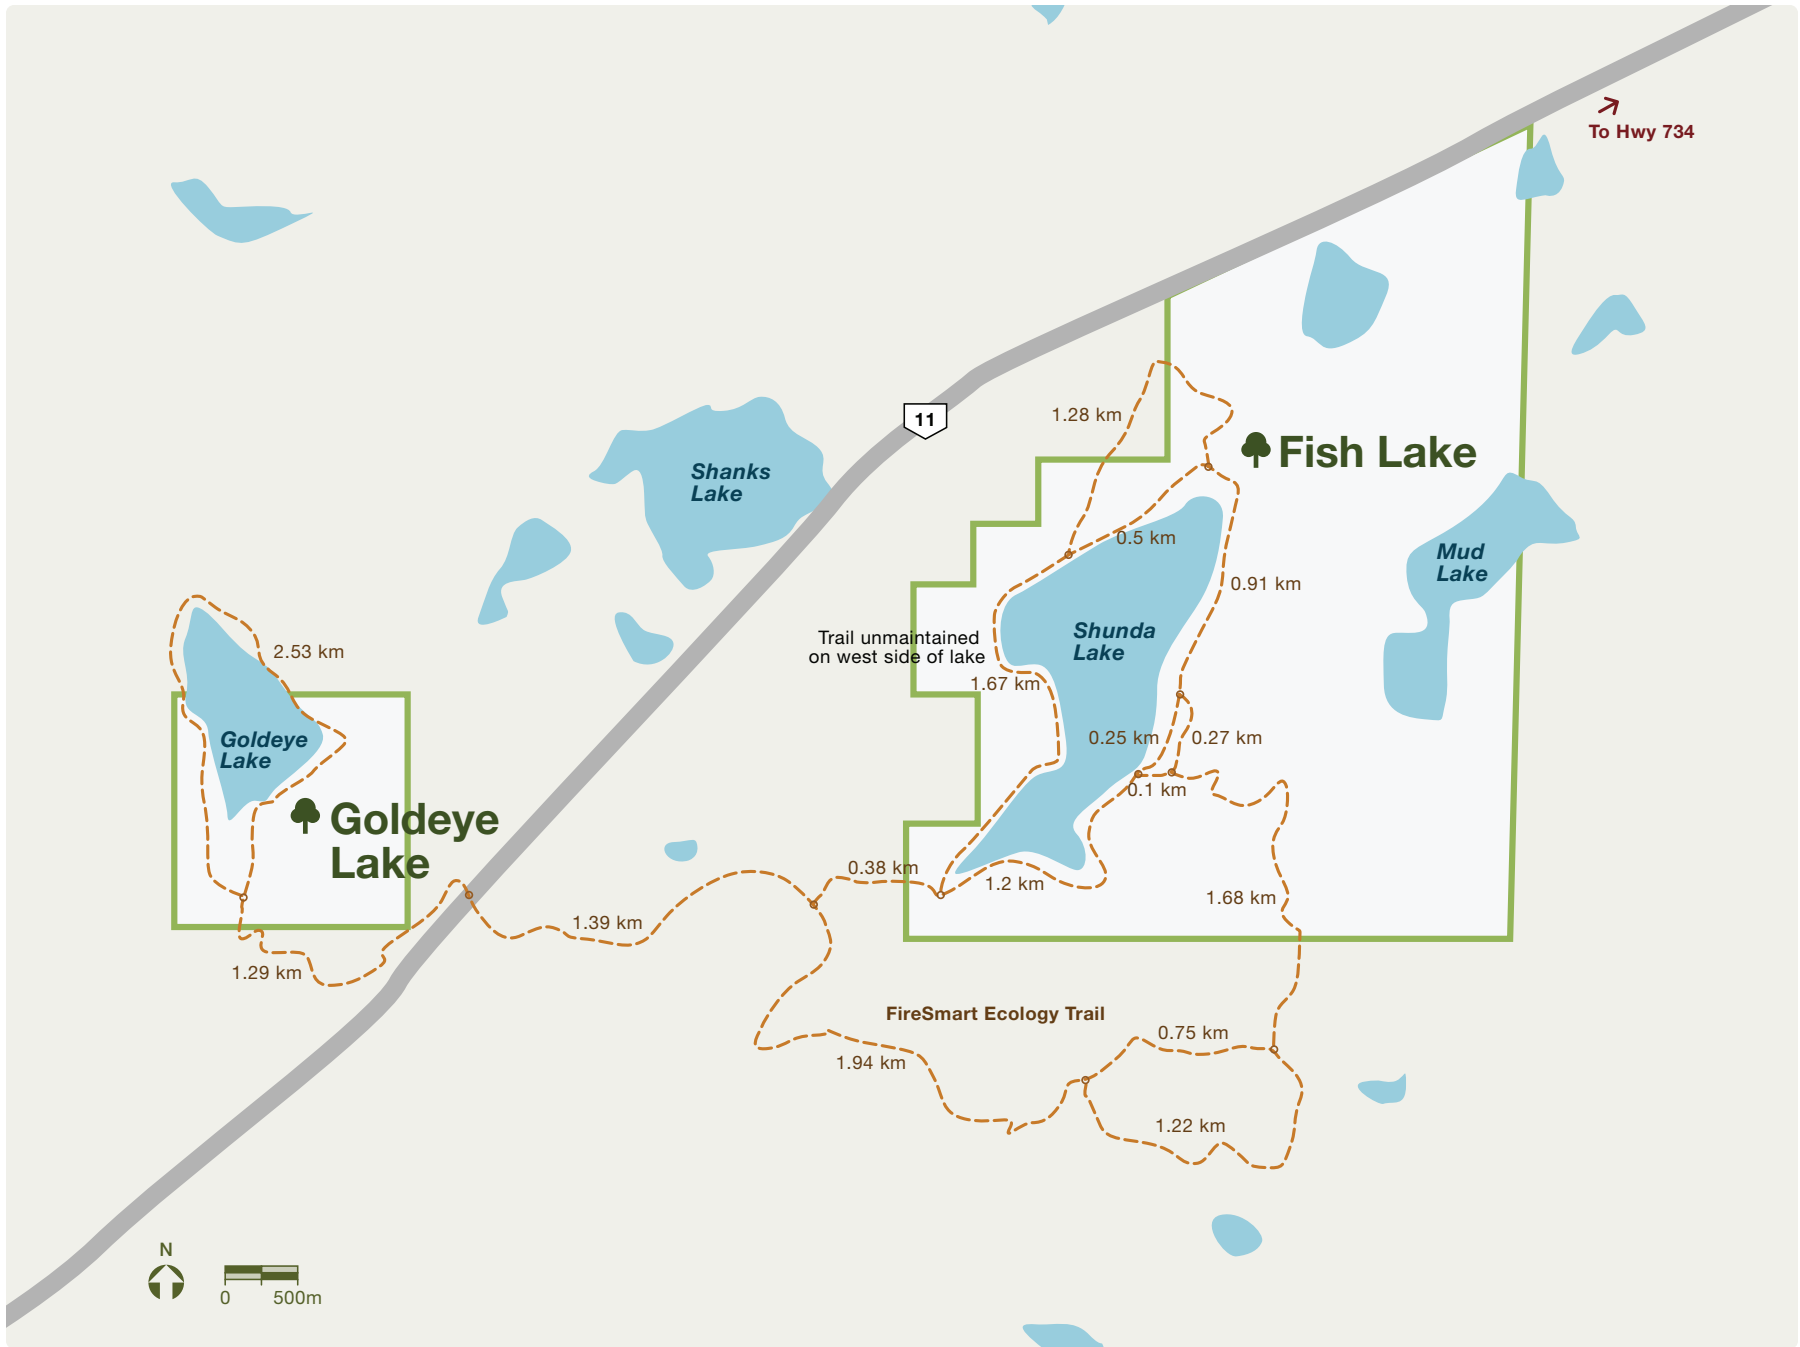 To Hwy 734
11
1.28 km
Fish Lake
Shanks
Lake
0.5 km
Mud
Lake
0.91 km
Trail unmaintained
on west side of lake
Shunda
Lake
2.53 km
1.67 km
Goldeye
Lake
0.25 km
0.27 km
0.1 km
Goldeye
Lake
0.38 km
1.2 km
1.68 km
1.39 km
1.29 km
FireSmart Ecology Trail
0.75 km
1.94 km
1.22 km
N
0
500m